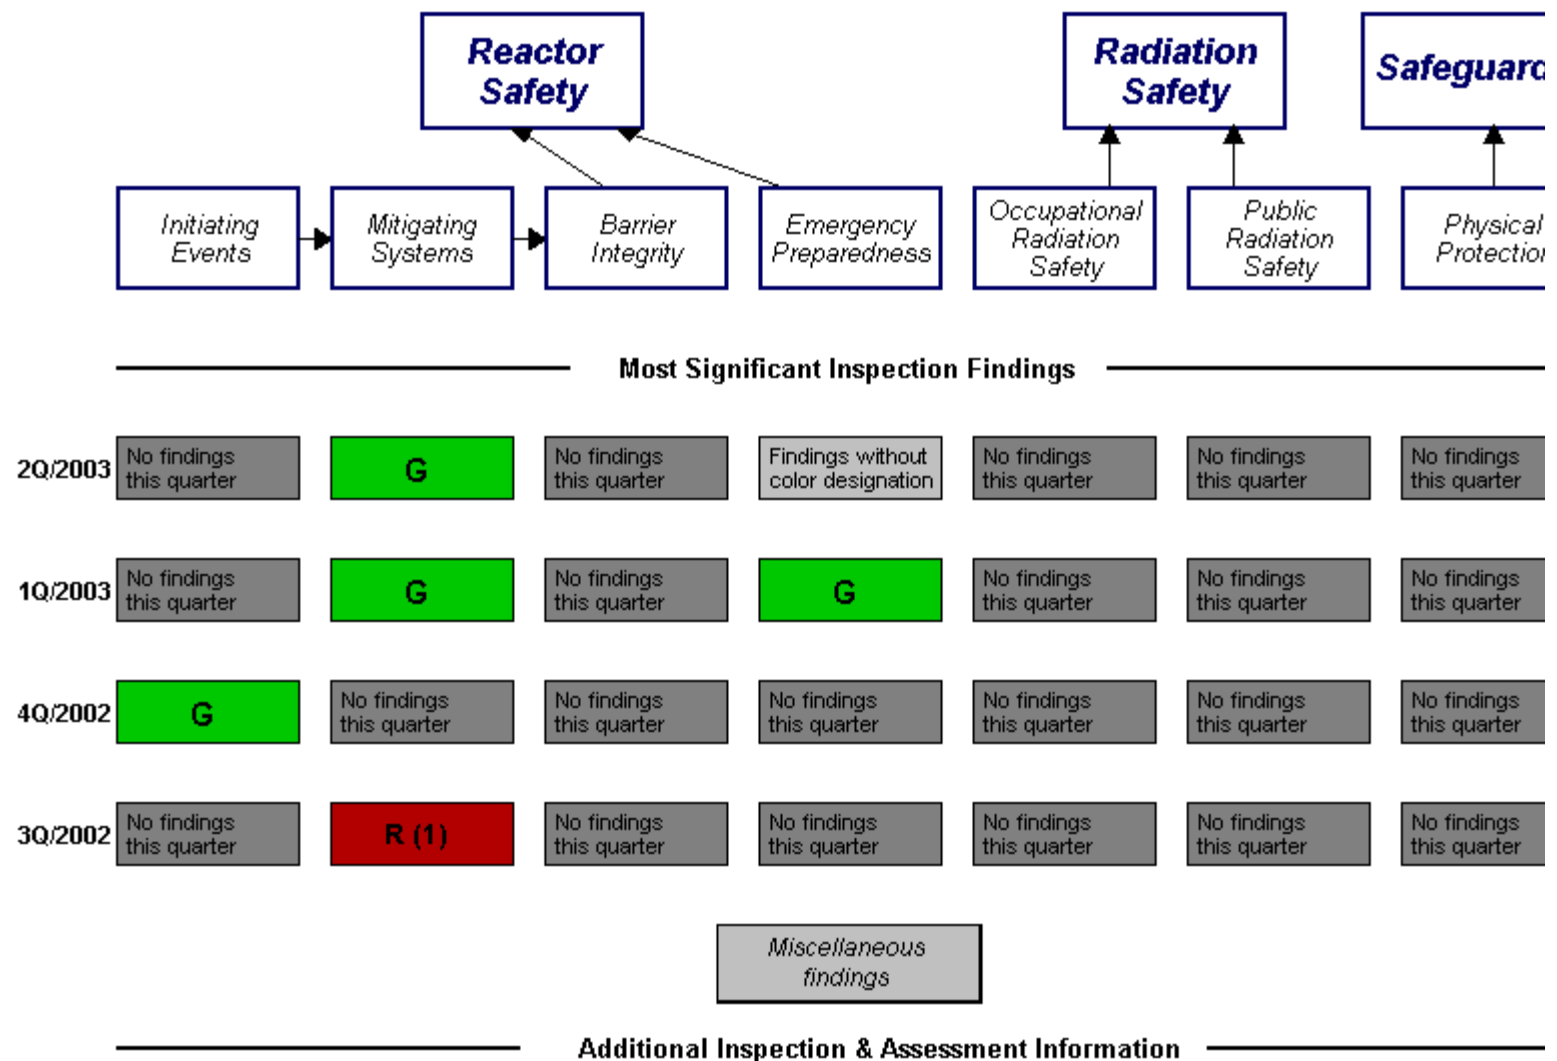 Reactor
Safety
Radiation
Safety
Safeguard
Initiating
Events
Mitigating
Systems
Barrier
Integrity
Emergency
Preparedness
Occupational
Radiation
Safety
Public
Radiation
Safety
Physical
Protection
Most Significant Inspection Findings
2Q/2003
No findings
this quarter
G
No findings
this quarter
Findings without
color designation
No findings
this quarter
No findings
this quarter
No findings
this quarter
1Q/2003
No findings
this quarter
G
No findings
this quarter
G
No findings
this quarter
No findings
this quarter
No findings
this quarter
4Q/2002
G
No findings
this quarter
No findings
this quarter
No findings
this quarter
No findings
this quarter
No findings
this quarter
No findings
this quarter
3Q/2002
No findings
this quarter
R (1)
No findings
this quarter
No findings
this quarter
No findings
this quarter
No findings
this quarter
No findings
this quarter
Miscellaneous
findings
Additional Inspection & Assessment Information